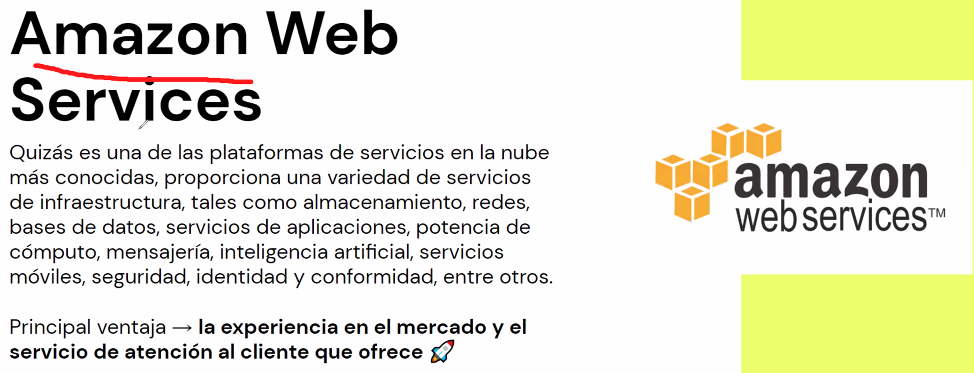 Amazon Web
Services
Quizás es una de las plataformas de servicios en la nube
más conocidas, proporciona una variedad de servicios
de infraestructura, tales como almacenamiento, redes,
bases de datos, servicios de aplicaciones, potencia de
cómputo, mensajería, inteligencia artificial, servicios
móviles, seguridad, identidad y conformidad, entre otros.
Principal ventaja → la experiencia en el mercado y el
servicio de atención al cliente que ofrece 🚀
amazon
webservices™